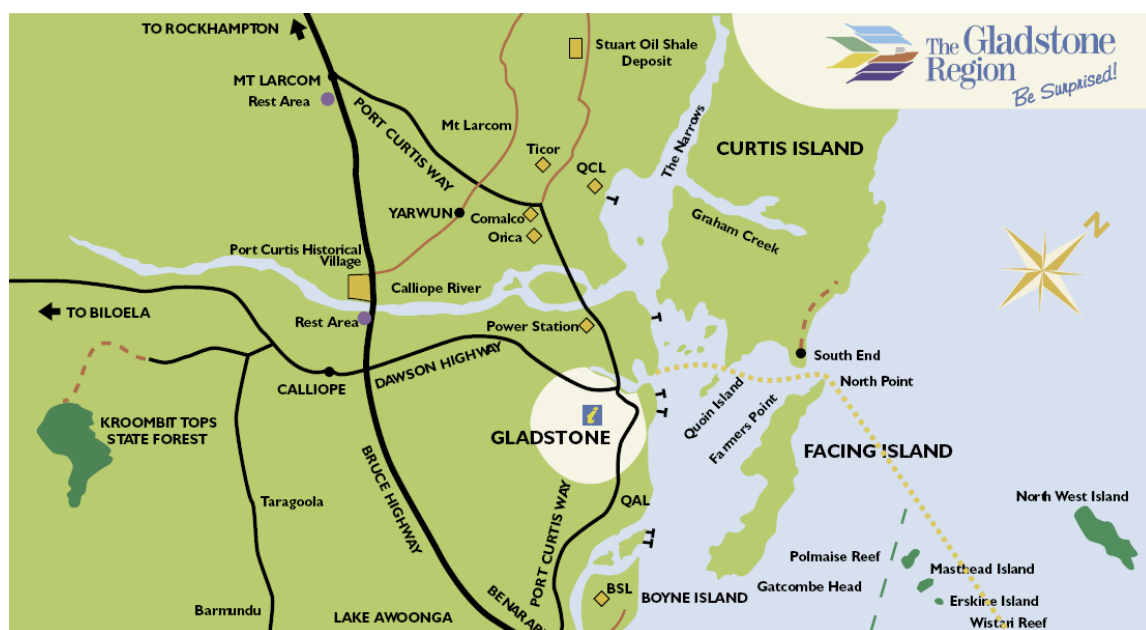 TO ROCKHAMPTON
The Gladstone
Region
Be Surprised!
Stuart Oil Shale
Deposit
MT LARCOM
Rest Area
PORT CURTIS WAY
Mt Larcom
The Narrows
CURTIS ISLAND
Ticor
QCL
YARWUN
Comalco
Orica
Graham Creek
N
Port Curtis Historical
Village
Calliope River
TO BILOELA
Rest Area
Power Station
South End
DAWSON HIGHWAY
CALLIOPE
North Point
Quoin Island
Farmers Point
KROOMBIT TOPS
STATE FOREST
i
GLADSTONE
FACING ISLAND
BRUCE HIGHWAY
Taragoola
PORT CURTIS WAY
QAL
North West Island
Polmaise Reef
Masthead Island
Gatcombe Head
BSL
BOYNE ISLAND
Erskine Island
Barmundu
LAKE AWOONGA
Wistari Reef